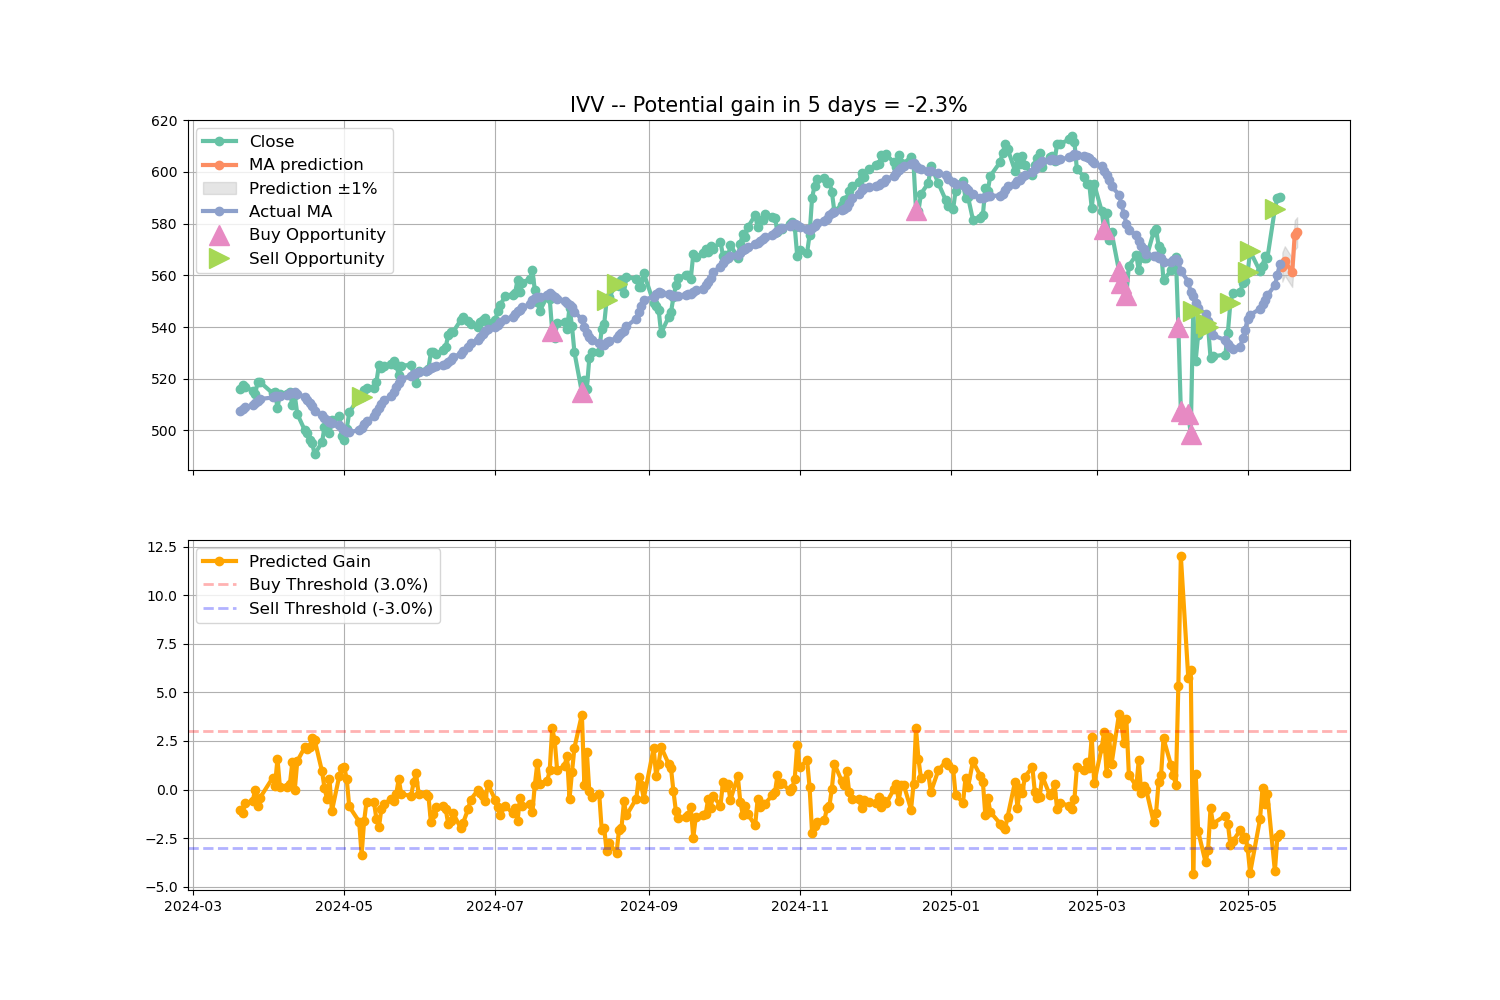 IVV -- Potential gain in 5 days = -2.3%
620
600
580
560
540
520
500
Close
MA prediction
Prediction ±1%
Actual MA
Buy Opportunity
Sell Opportunity
12.5
10.0
7.5
5.0
2.5
0.0
−2.5
−5.0
Predicted Gain
Buy Threshold (3.0%)
Sell Threshold (-3.0%)
2024-03 2024-05 2024-07 2024-09 2024-11 2025-01 2025-03 2025-05